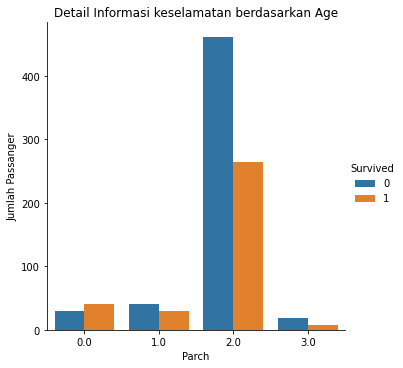 Detail Informasi keselamatan berdasarkan Age
400
300
200
100
0
Jumlah Passanger
0.0 1.0 2.0 3.0
Parch
Survived
0
1